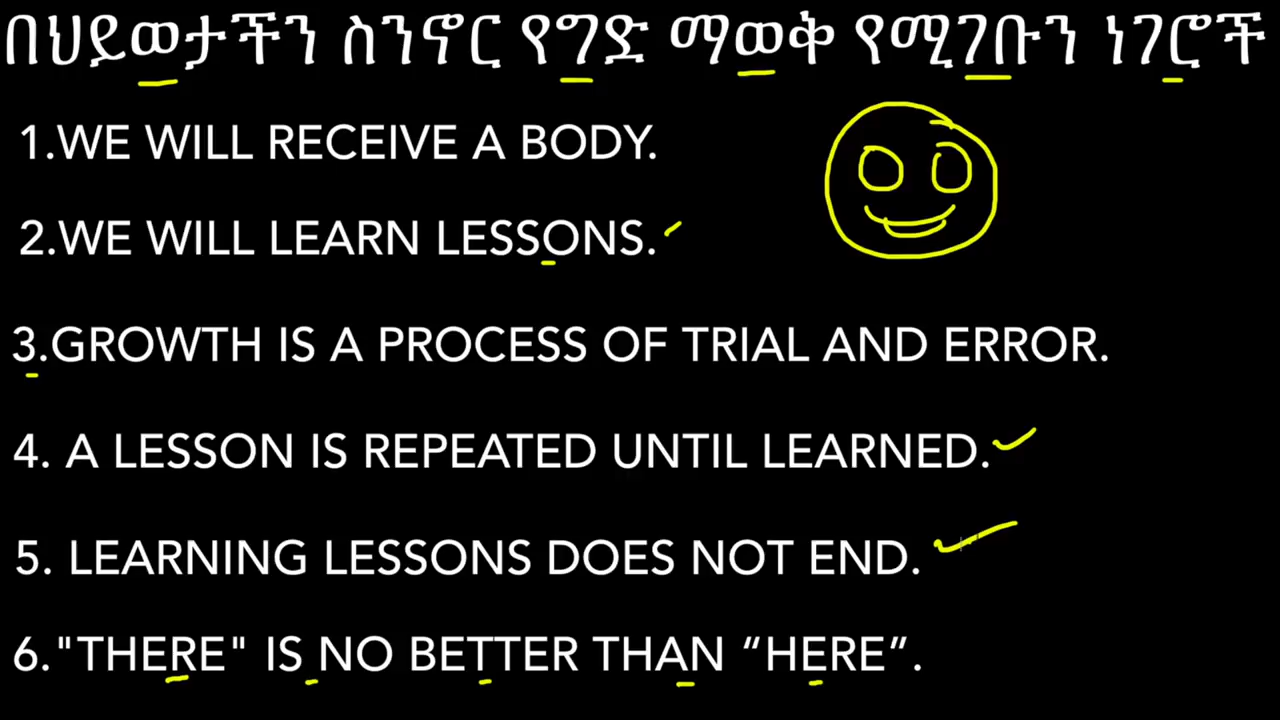 በህይወታችን ስንኖር የግድ ማወቅ የሚገቡን ነገሮች
1.WE WILL RECEIVE A BODY.
2.WE WILL LEARN LESSONS.
3.GROWTH IS A PROCESS OF TRIAL AND ERROR.
4. A LESSON IS REPEATED UNTIL LEARNED.
5. LEARNING LESSONS DOES NOT END.
6."THERE" IS NO BETTER THAN “HERE”.